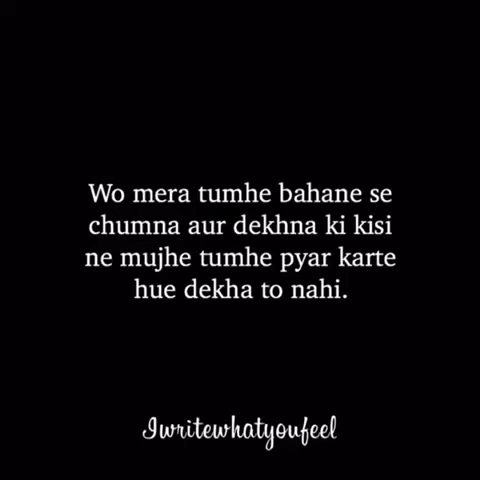 Wo mera tumhe bahane se
chumna aur dekhna ki kisi
ne mujhe tumhe pyar karte
hue dekha to nahi.
Iwritewhatyoufeel